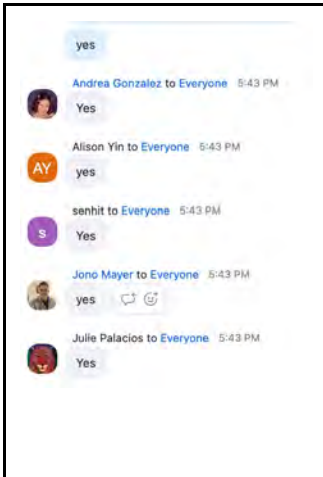 yes
Andrea Gonzalez to Everyone 5:43 PM
Yes
Alison Yin to Everyone 5:43 PM
AY
yes
senhit to Everyone 5:43 PM
s
Yes
Jono Mayer to Everyone 5:43 PM
yes
Julie Palacios to Everyone 5:43 PM
Yes